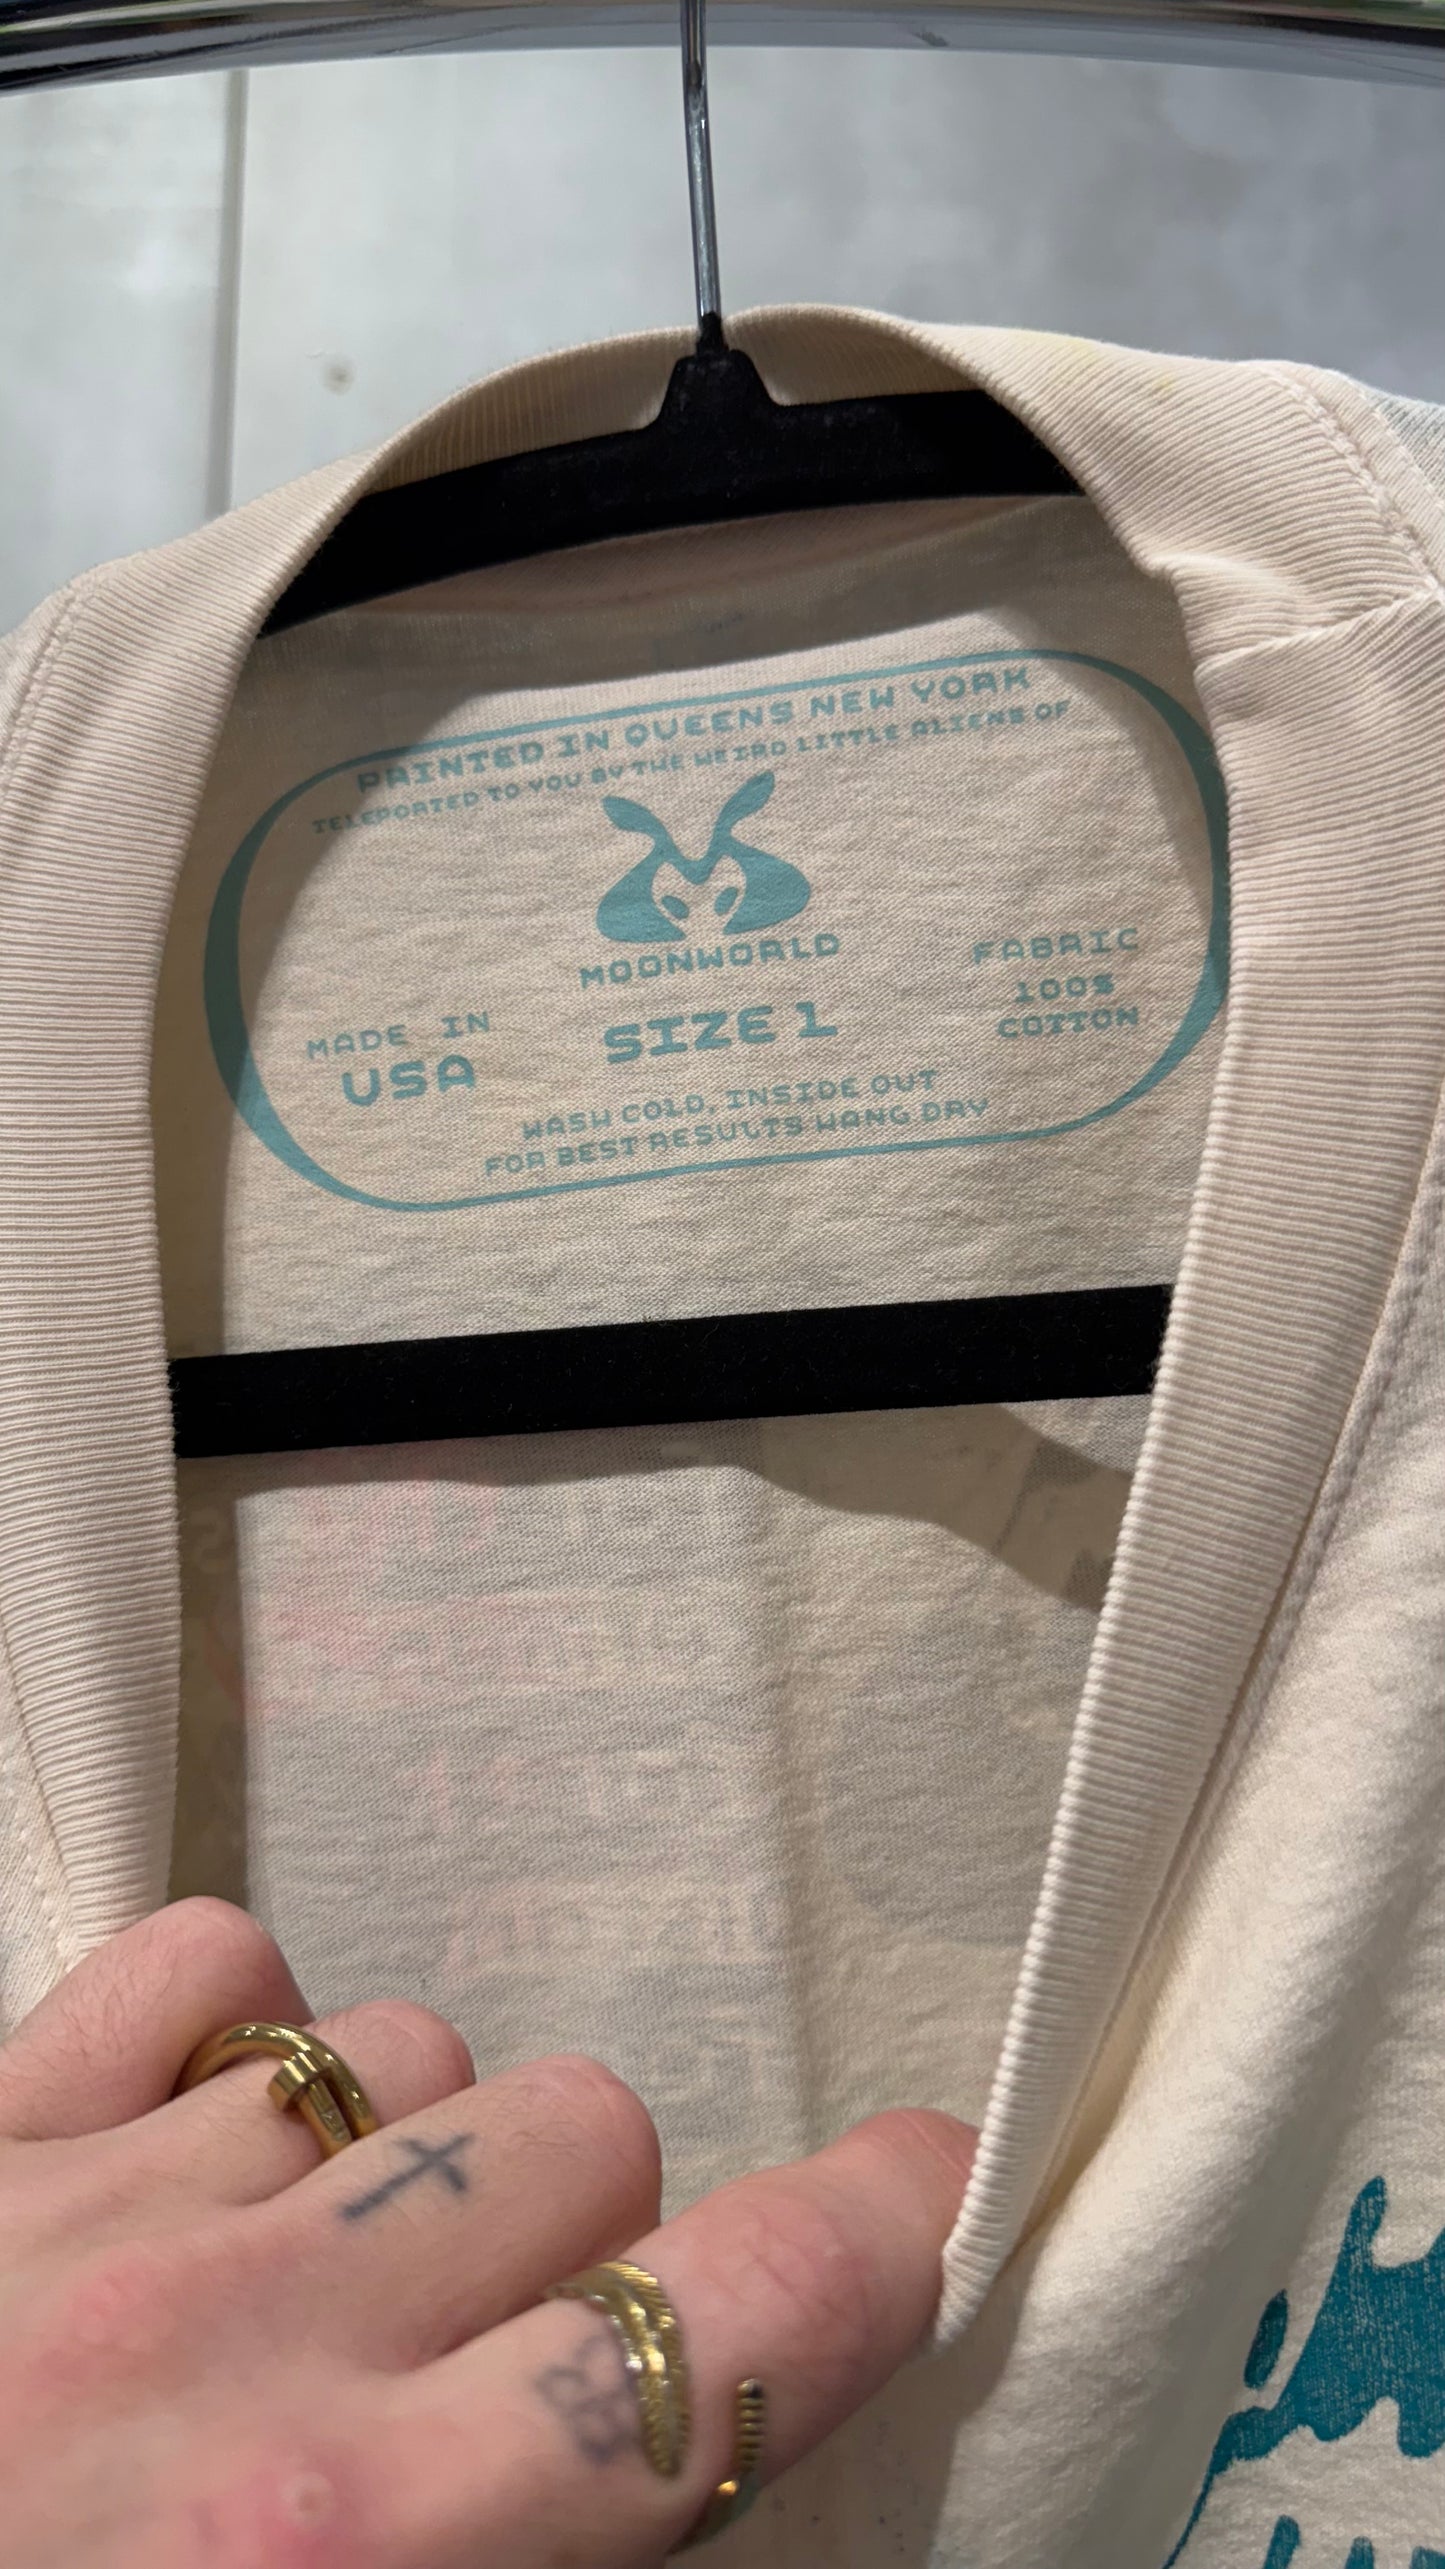 PRINTED IN QUEENS NEW YORK
TELEPORTED TO YOU BY THE WEIRD LITTLE ALIENS OF
MOONWORLD
MADE IN
USA
SIZE 1
FABRIC
100%
COTTON
WASH COLD, INSIDE OUT
FOR BEST RESULTS HANG DRY